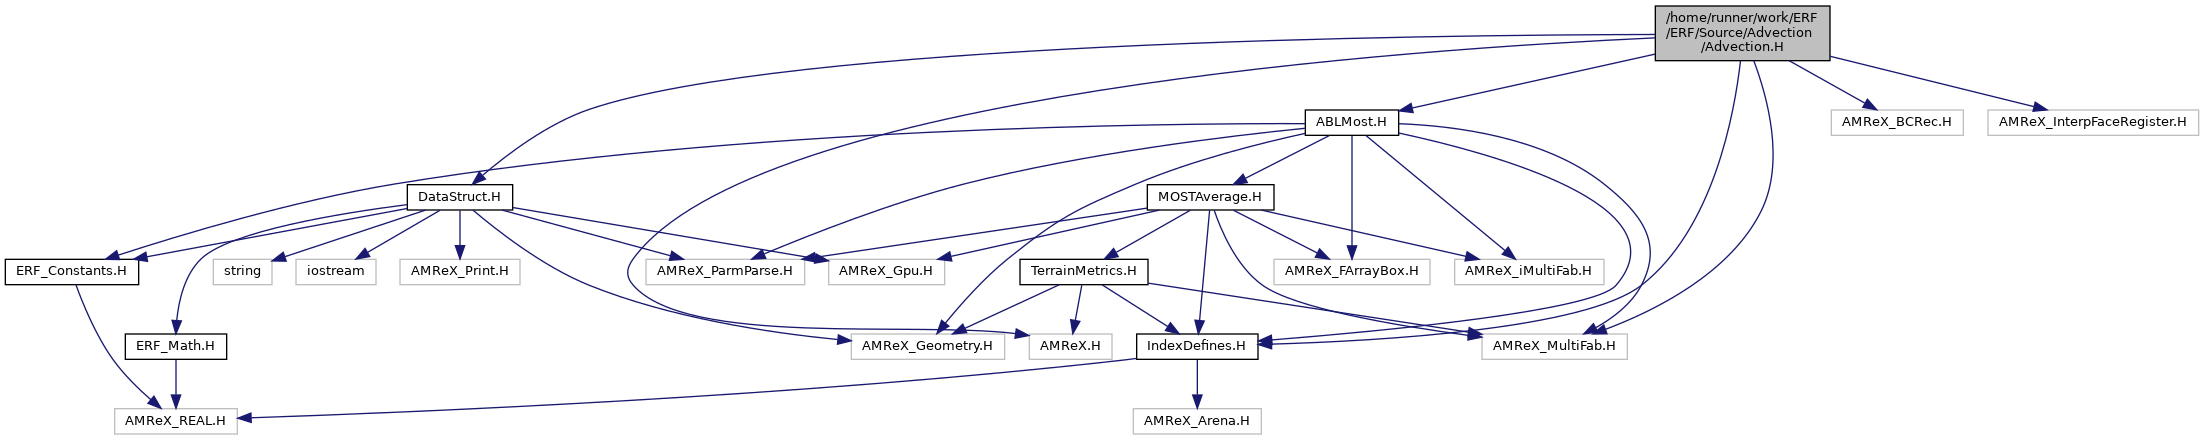 /home/runner/work/ERF
/ERF/Source/Advection
/Advection.H
ABLMost.H
AMReX_BCRec.H
AMReX_InterpFaceRegister.H
DataStruct.H
MOSTAverage.H
ERF_Constants.H
string
iostream
AMReX_Print.H
AMReX_ParmParse.H
AMReX_Gpu.H
TerrainMetrics.H
AMReX_FArrayBox.H
AMReX_iMultiFab.H
ERF_Math.H
AMReX_Geometry.H
AMReX.H
IndexDefines.H
AMReX_MultiFab.H
AMReX_REAL.H
AMReX_Arena.H